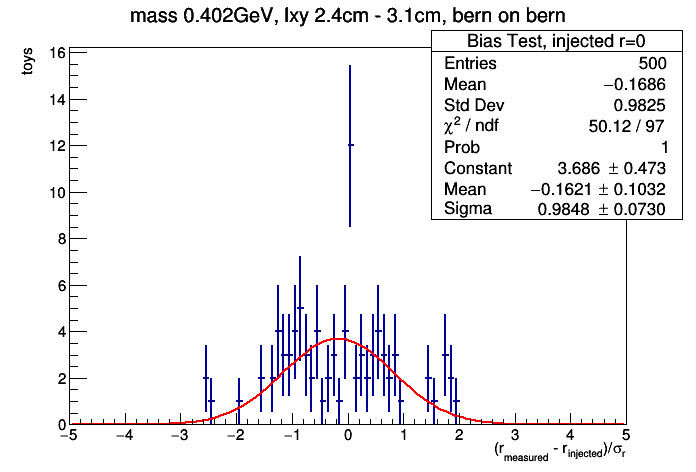 mass 0.402GeV, lxy 2.4cm - 3.1cm, bern on bern
toys
Bias Test, injected r=0
Entries 500
Mean −0.1686
Std Dev 0.9825
χ² / ndf 50.12 / 97
Prob 1
Constant 3.686 ± 0.473
Mean −0.1621 ± 0.1032
Sigma 0.9848 ± 0.0730
16
14
12
10
8
6
4
2
0
−5 −4 −3 −2 −1 0 1 2 3 4 5
(r_measured - r_injected)/σ_r